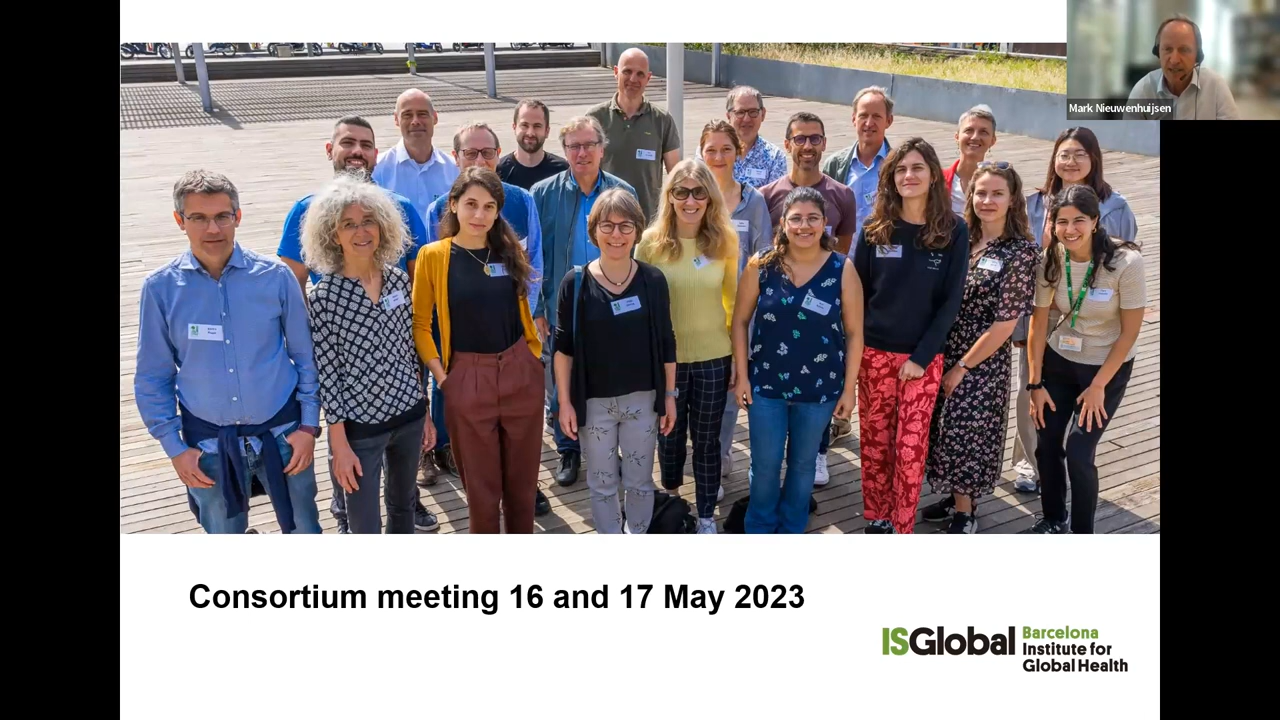 Mark Nieuwenhuijsen
Consortium meeting 16 and 17 May 2023
ISGlobal
Barcelona
Institute for
Global Health